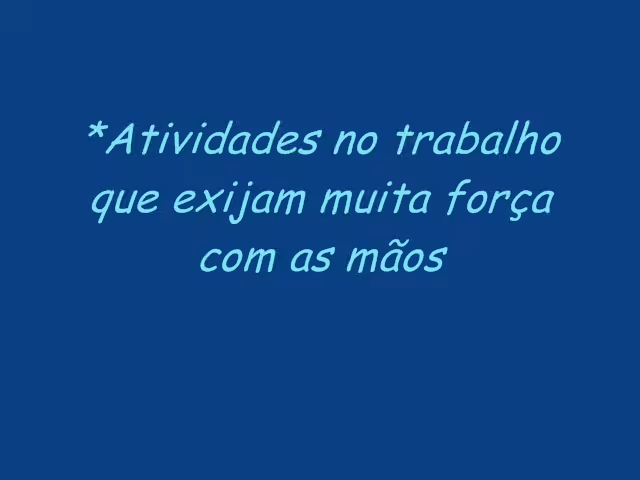 *Atividades no trabalho
que exijam muita força
com as mãos